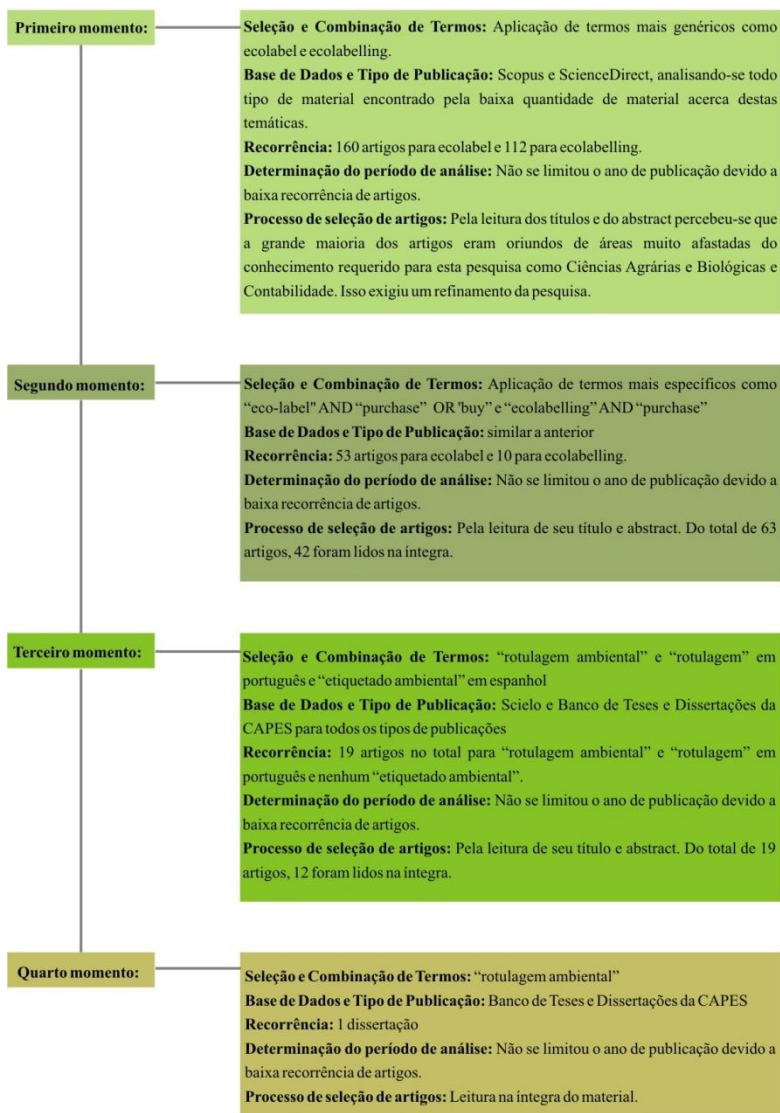 Primeiro momento:
Seleção e Combinação de Termos: Aplicação de termos mais genéricos como
ecolabel e ecolabelling.
Base de Dados e Tipo de Publicação: Scopus e ScienceDirect, analisando-se todo
tipo de material encontrado pela baixa quantidade de material acerca destas
temáticas.
Recorrência: 160 artigos para ecolabel e 112 para ecolabelling.
Determinação do período de análise: Não se limitou o ano de publicação devido a
baixa recorrência de artigos.
Processo de seleção de artigos: Pela leitura dos títulos e do abstract percebeu-se que
a grande maioria dos artigos eram oriundos de áreas muito afastadas do
conhecimento requerido para esta pesquisa como Ciências Agrárias e Biológicas e
Contabilidade. Isso exigiu um refinamento da pesquisa.
Segundo momento:
Seleção e Combinação de Termos: Aplicação de termos mais específicos como
“eco-label" AND “purchase” OR 'buy” e “ecolabelling” AND “purchase”
Base de Dados e Tipo de Publicação: similar a anterior
Recorrência: 53 artigos para ecolabel e 10 para ecolabelling.
Determinação do período de análise: Não se limitou o ano de publicação devido a
baixa recorrência de artigos.
Processo de seleção de artigos: Pela leitura de seu título e abstract. Do total de 63
artigos, 42 foram lidos na íntegra.
Terceiro momento:
Seleção e Combinação de Termos: “rotulagem ambiental” e “rotulagem” em
português e “etiquetado ambiental” em espanhol
Base de Dados e Tipo de Publicação: Scielo e Banco de Teses e Dissertações da
CAPES para todos os tipos de publicações
Recorrência: 19 artigos no total para “rotulagem ambiental” e “rotulagem” em
português e nenhum “etiquetado ambiental”.
Determinação do período de análise: Não se limitou o ano de publicação devido a
baixa recorrência de artigos.
Processo de seleção de artigos: Pela leitura de seu título e abstract. Do total de 19
artigos, 12 foram lidos na íntegra.
Quarto momento:
Seleção e Combinação de Termos: “rotulagem ambiental”
Base de Dados e Tipo de Publicação: Banco de Teses e Dissertações da CAPES
Recorrência: 1 dissertação
Determinação do período de análise: Não se limitou o ano de publicação devido a
baixa recorrência de artigos.
Processo de seleção de artigos: Leitura na íntegra do material.